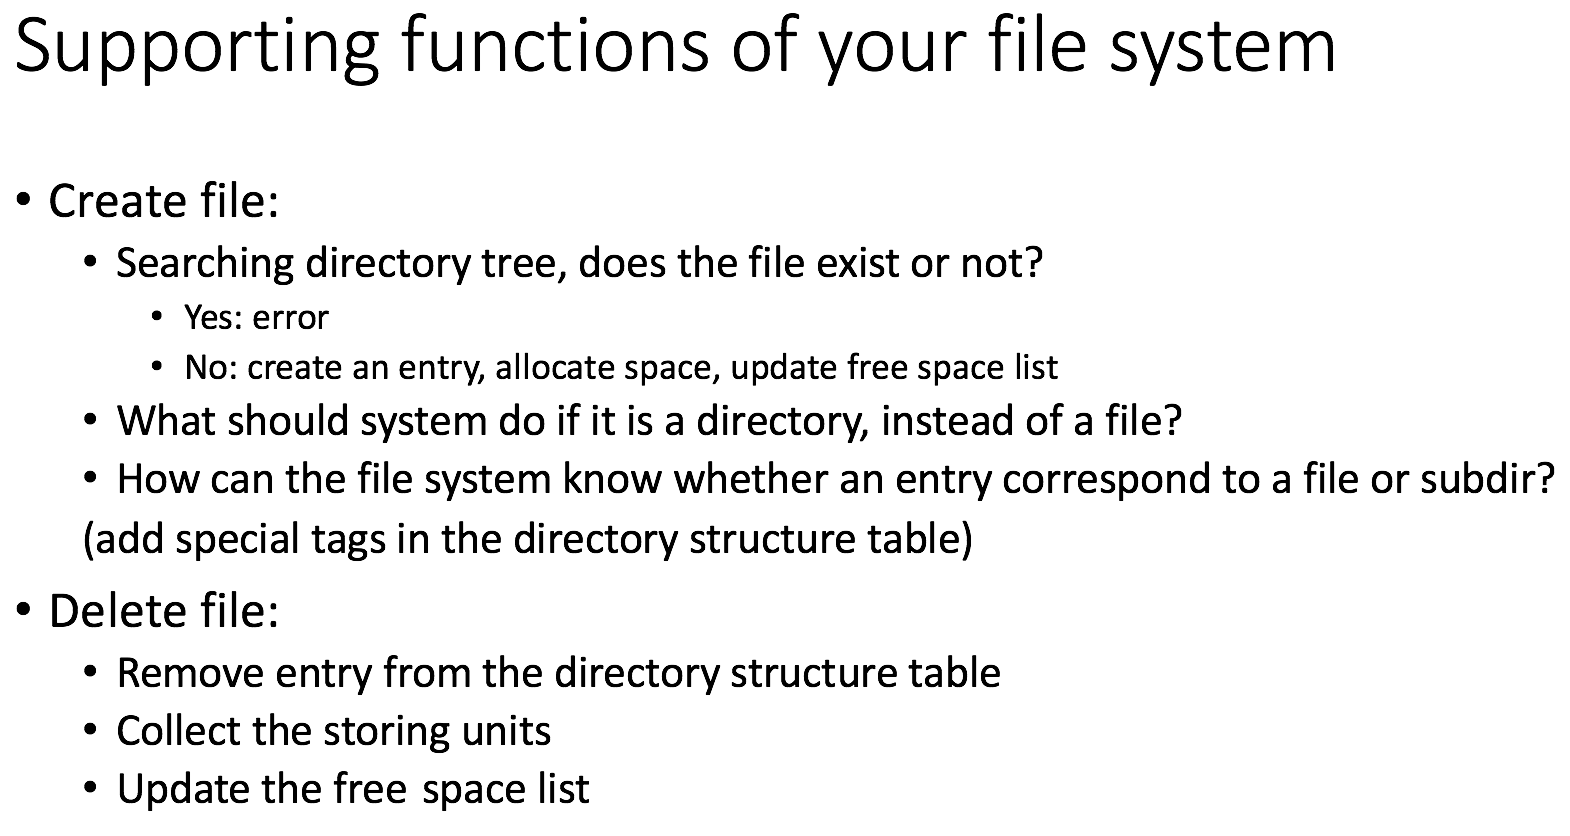 Supporting functions of your file system
• Create file:
• Searching directory tree, does the file exist or not?
• Yes: error
• No: create an entry, allocate space, update free space list
• What should system do if it is a directory, instead of a file?
• How can the file system know whether an entry correspond to a file or subdir?
(add special tags in the directory structure table)
• Delete file:
• Remove entry from the directory structure table
• Collect the storing units
• Update the free space list